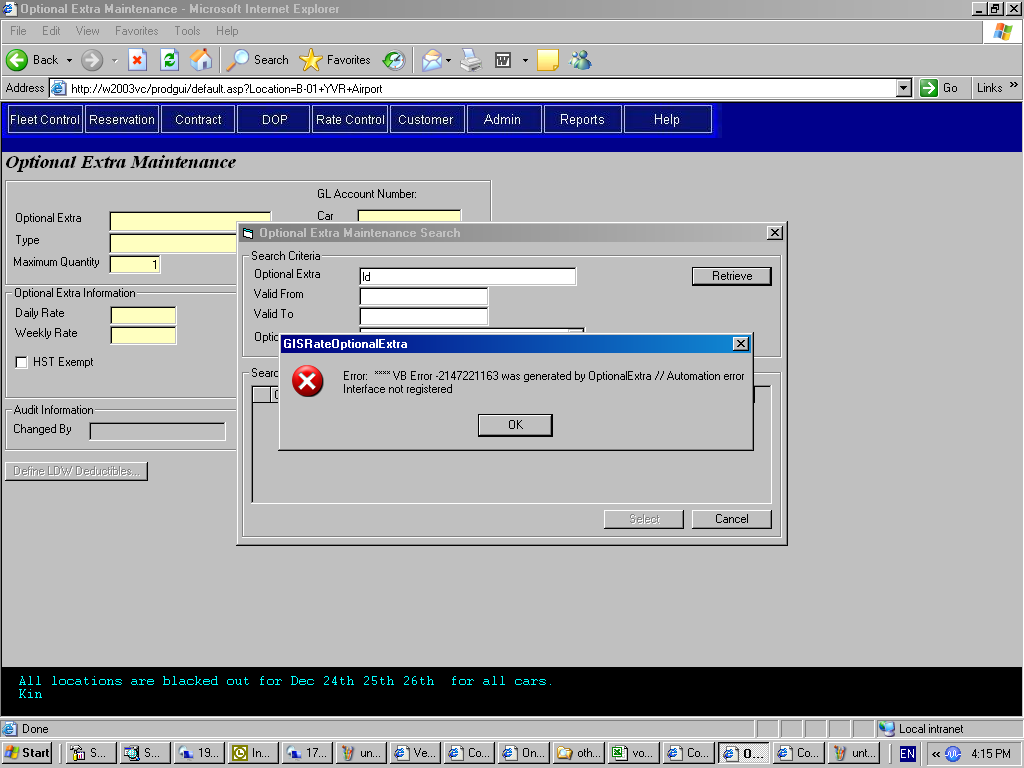 Optional Extra Maintenance - Microsoft Internet Explorer
File Edit View Favorites Tools Help
Back Search Favorites
Address http://w2003vc/prodgui/default.asp?Location=B-01+YVR+Airport Go Links »
Fleet Control Reservation Contract DOP Rate Control Customer Admin Reports Help
Optional Extra Maintenance
GL Account Number:
Optional Extra Car
Type
Maximum Quantity 1
Optional Extra Information
Daily Rate
Weekly Rate
HST Exempt
Audit Information
Changed By
Define LDW Deductibles...
Optional Extra Maintenance Search
Search Criteria
Optional Extra ld Retrieve
Valid From
Valid To
Optio
Searc
GISRateOptionalExtra
Error: **** VB Error -2147221163 was generated by OptionalExtra // Automation error
Interface not registered
OK
Select Cancel
All locations are blacked out for Dec 24th 25th 26th for all cars.
Kin
Done Local intranet
Start S... S... 19... In... 17... un... Ve... Co... On... oth... vo... Co... O... Co... unt... EN « 4:15 PM